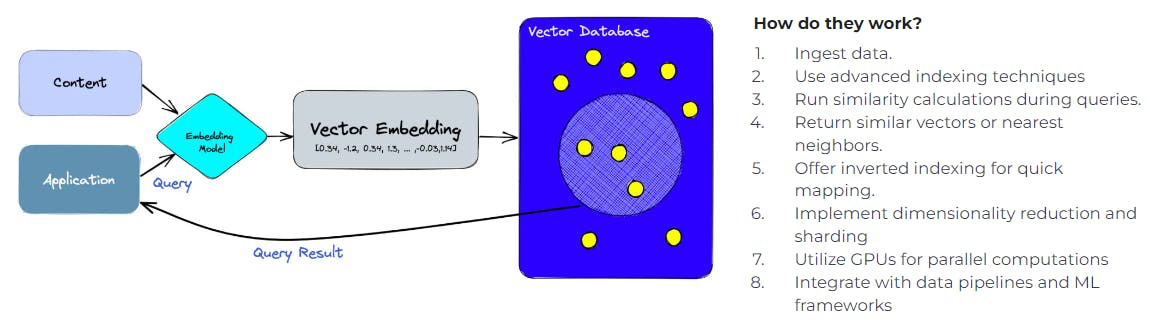 Content
Application
Query
Embedding
Model
Vector Embedding
[0.34, -1.2, 0.34, 1.3, ... ,-0.03,1.14]
Vector Database
Query Result
How do they work?
1. Ingest data.
2. Use advanced indexing techniques
3. Run similarity calculations during queries.
4. Return similar vectors or nearest
neighbors.
5. Offer inverted indexing for quick
mapping.
6. Implement dimensionality reduction and
sharding
7. Utilize GPUs for parallel computations
8. Integrate with data pipelines and ML
frameworks